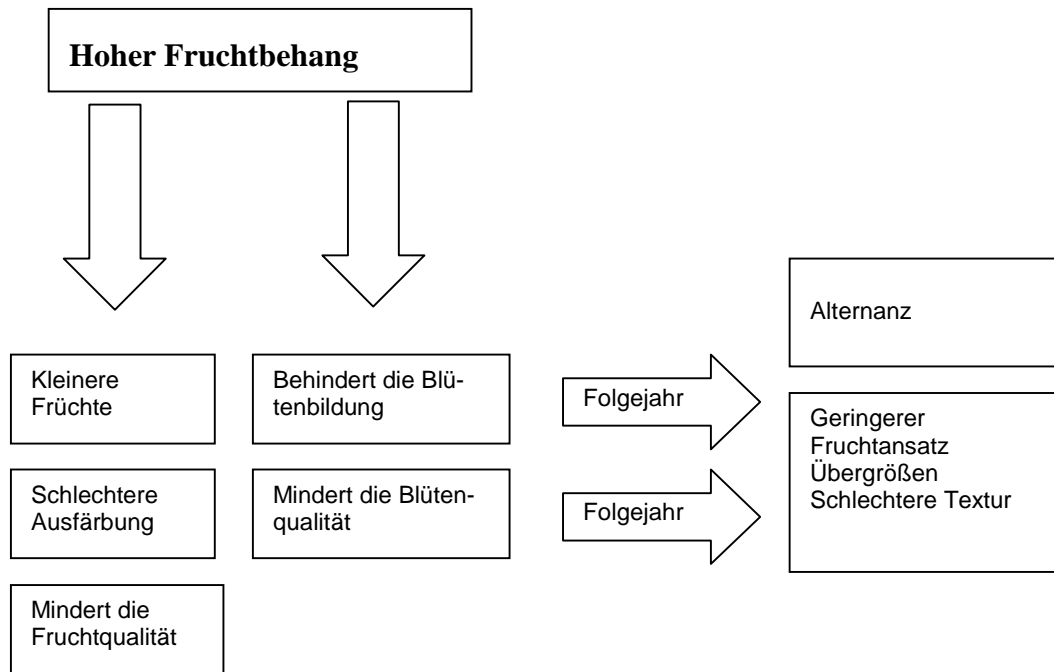 Hoher Fruchtbehang
Kleinere
Früchte
Behindert die Blü-
tenbildung
Folgejahr
Alternanz
Schlechtere
Ausfärbung
Mindert die Blüten-
qualität
Folgejahr
Geringerer
Fruchtansatz
Übergrößen
Schlechtere Textur
Mindert die
Fruchtqualität